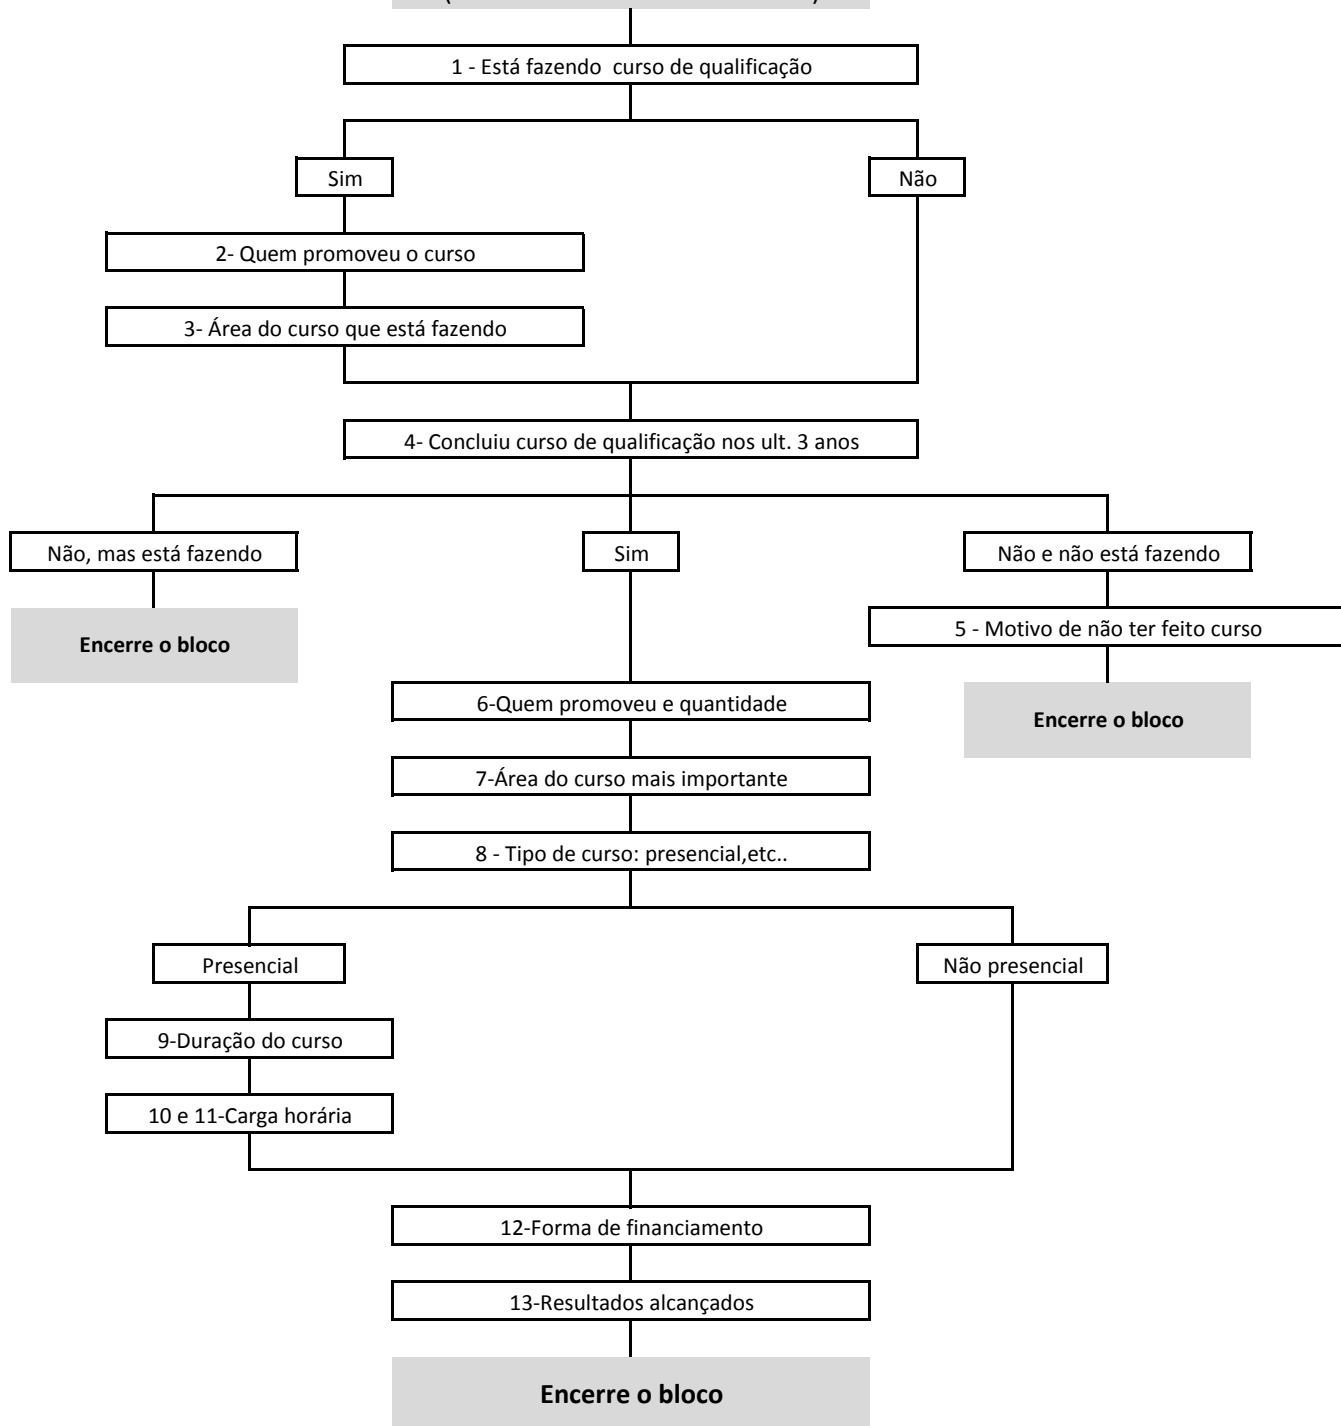 1 - Está fazendo  curso de qualificação
Sim
Não
2- Quem promoveu o curso
3- Área do curso que está fazendo
4- Concluiu curso de qualificação nos ult. 3 anos
Não, mas está fazendo
Sim
Não e não está fazendo
Encerre o bloco
5 - Motivo de não ter feito curso
6-Quem promoveu e quantidade
Encerre o bloco
7-Área do curso mais importante
8 - Tipo de curso: presencial,etc..
Presencial
Não presencial
9-Duração do curso
10 e 11-Carga horária
12-Forma de financiamento
13-Resultados alcançados
Encerre o bloco